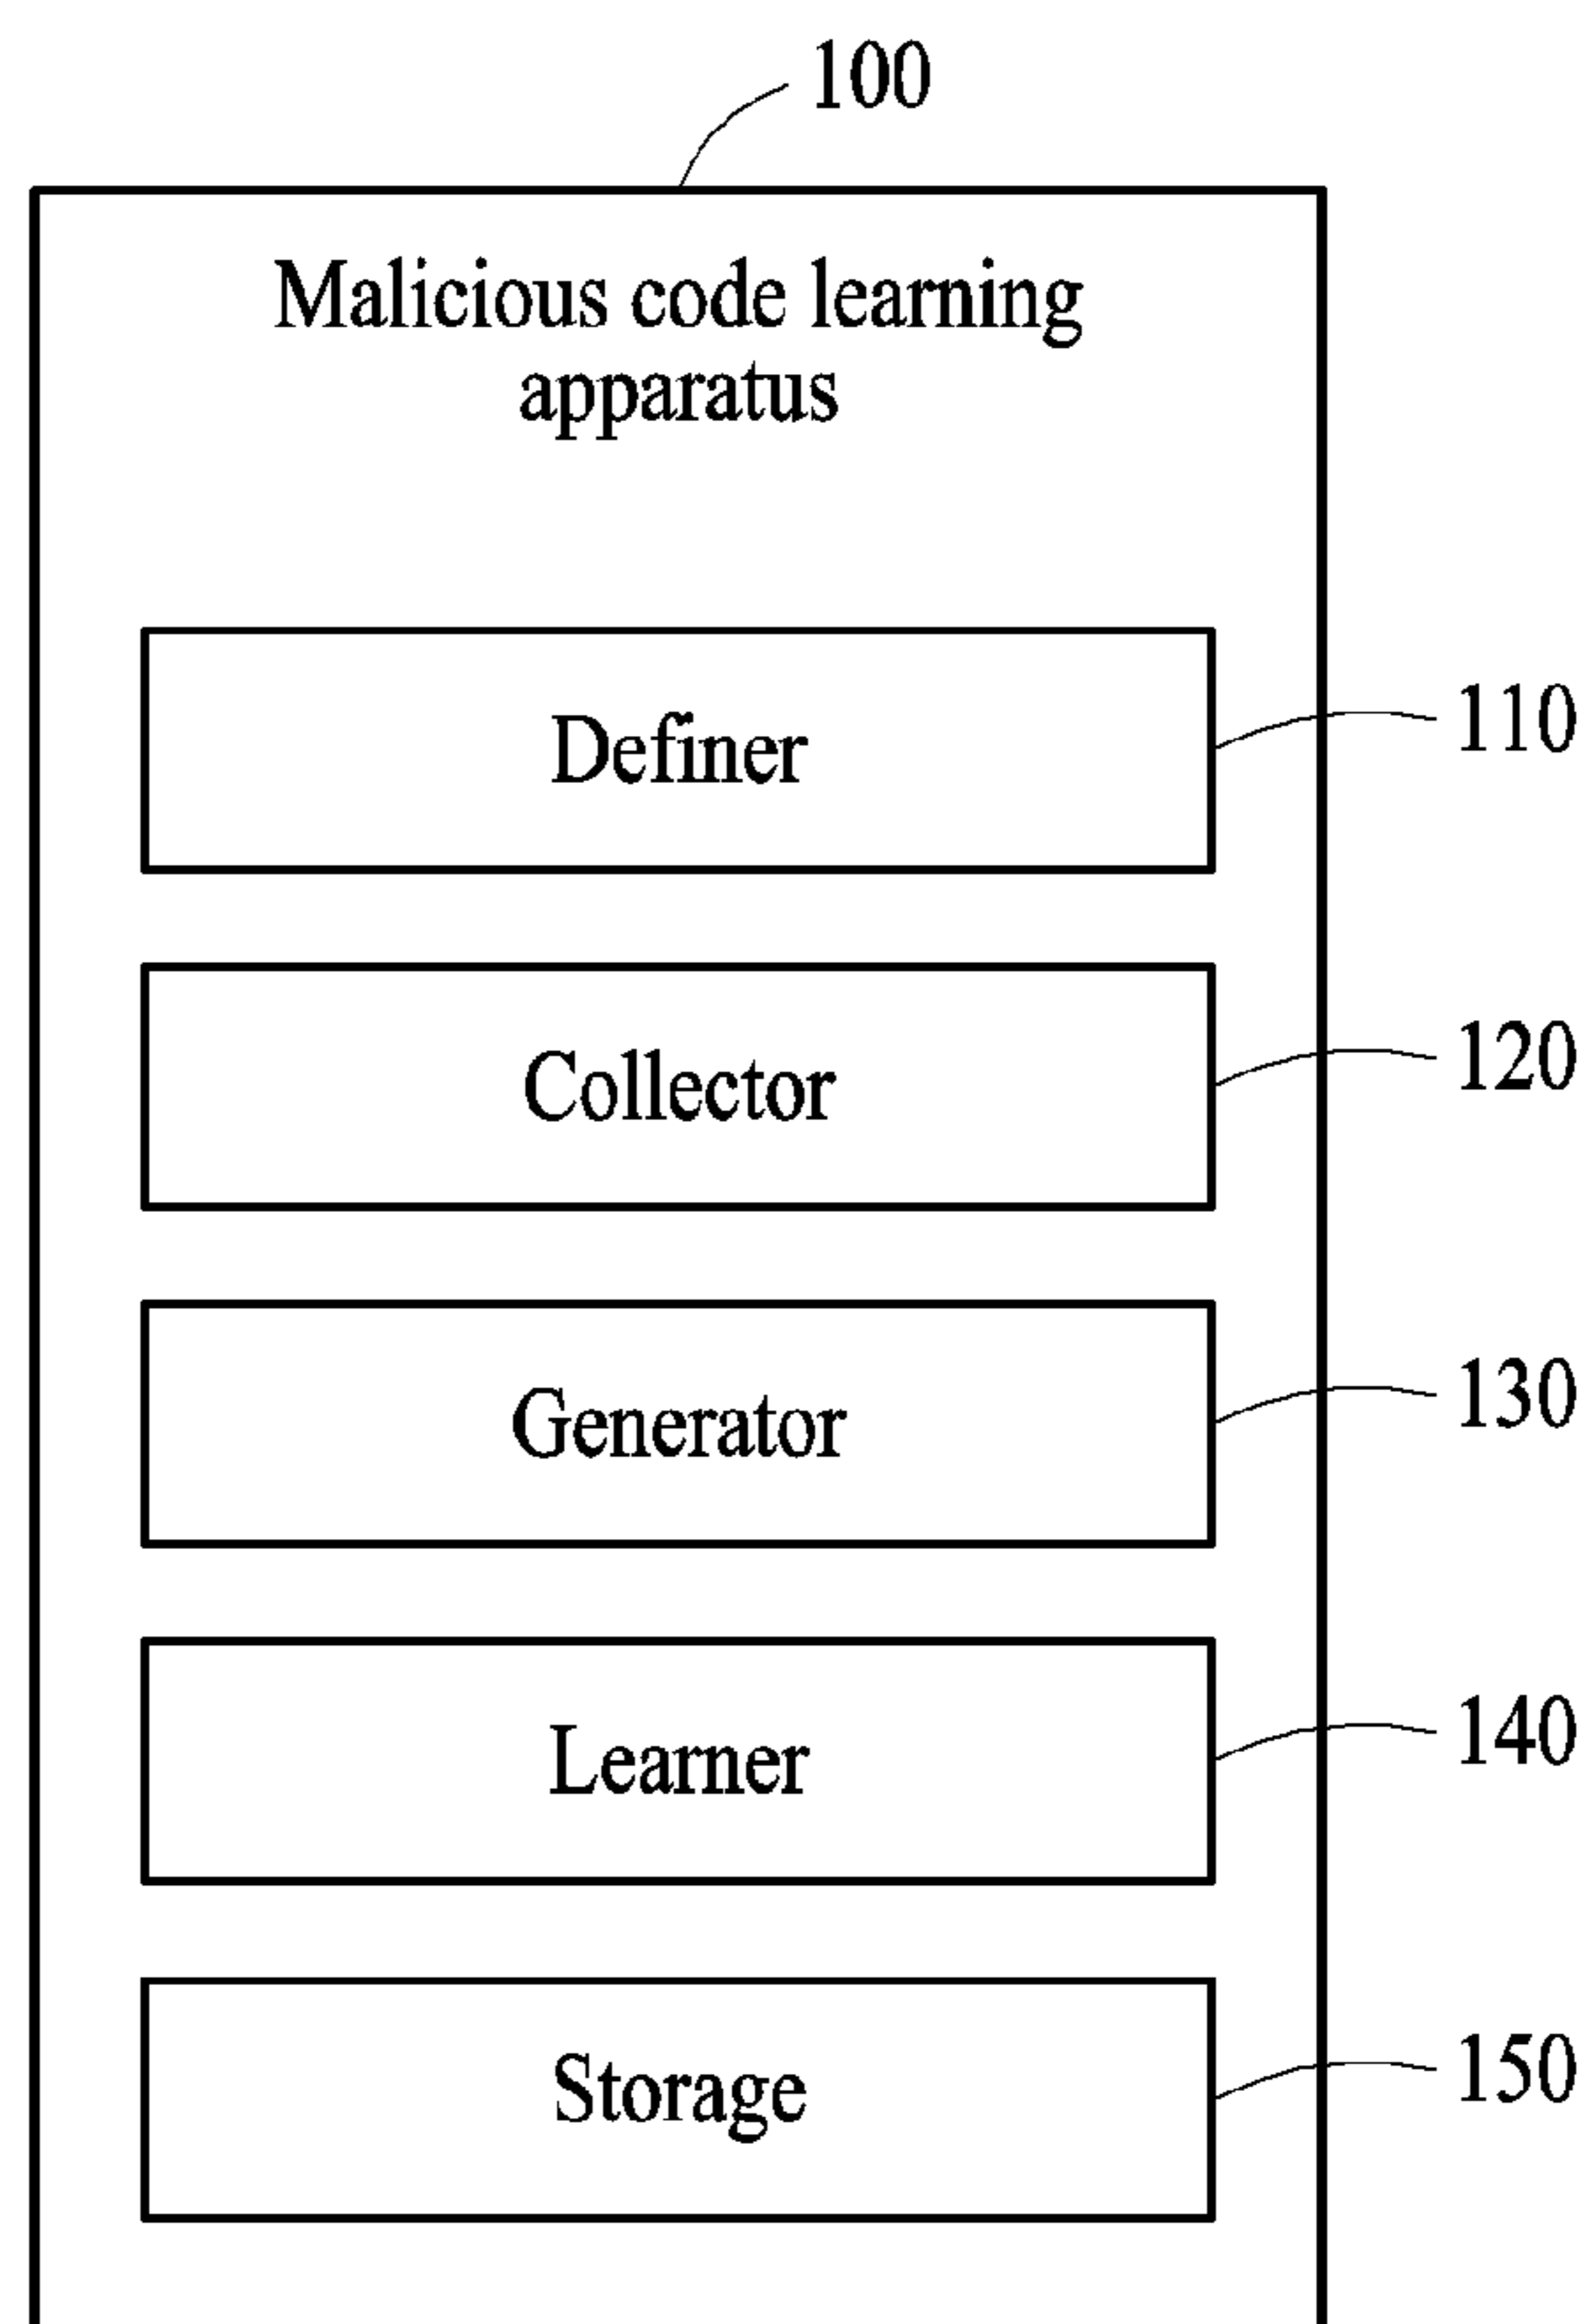 100
Malicious code learning
apparatus
Definer
110
Collector
120
Generator
130
Learner
140
Storage
150